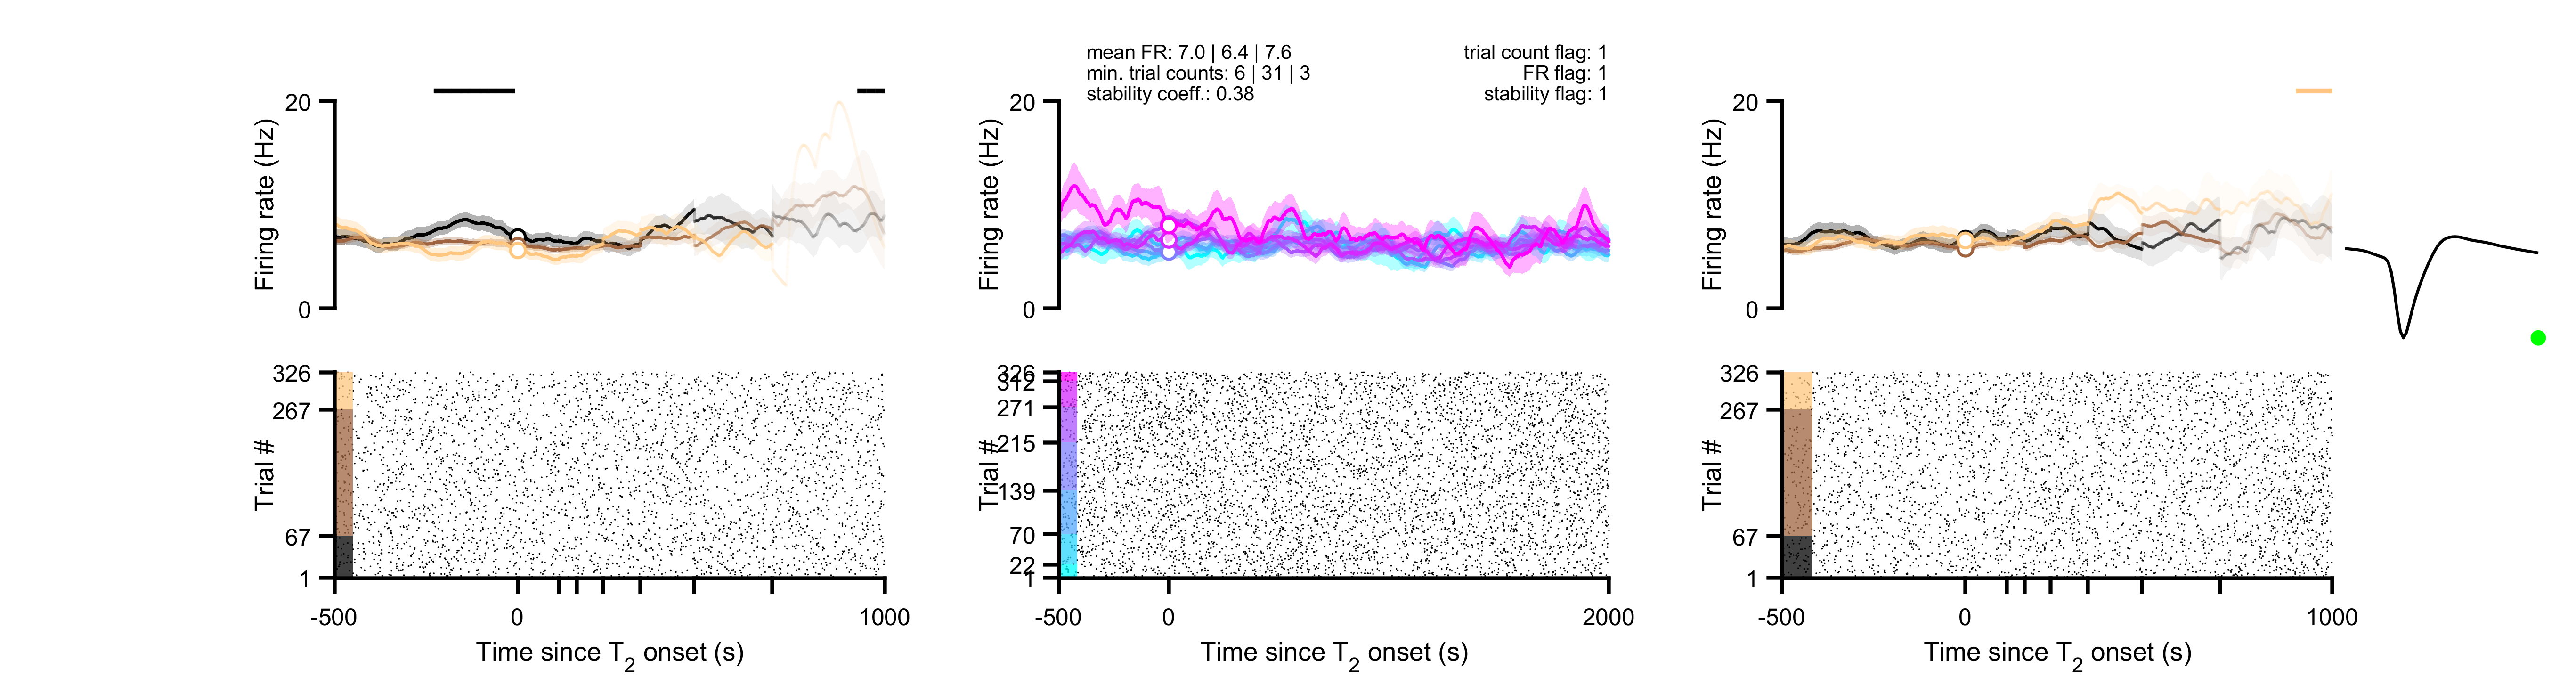 mean FR: 7.0 | 6.4 | 7.6
min. trial counts: 6 | 31 | 3
stability coeff.: 0.38
trial count flag: 1
FR flag: 1
stability flag: 1
20
0
Firing rate (Hz)
20
0
Firing rate (Hz)
20
0
Firing rate (Hz)
326
267
67
1
Trial #
-500
0
1000
Time since T2 onset (s)
326
312
271
215
139
70
22
1
Trial #
-500
0
2000
Time since T2 onset (s)
326
267
67
1
Trial #
-500
0
1000
Time since T2 onset (s)